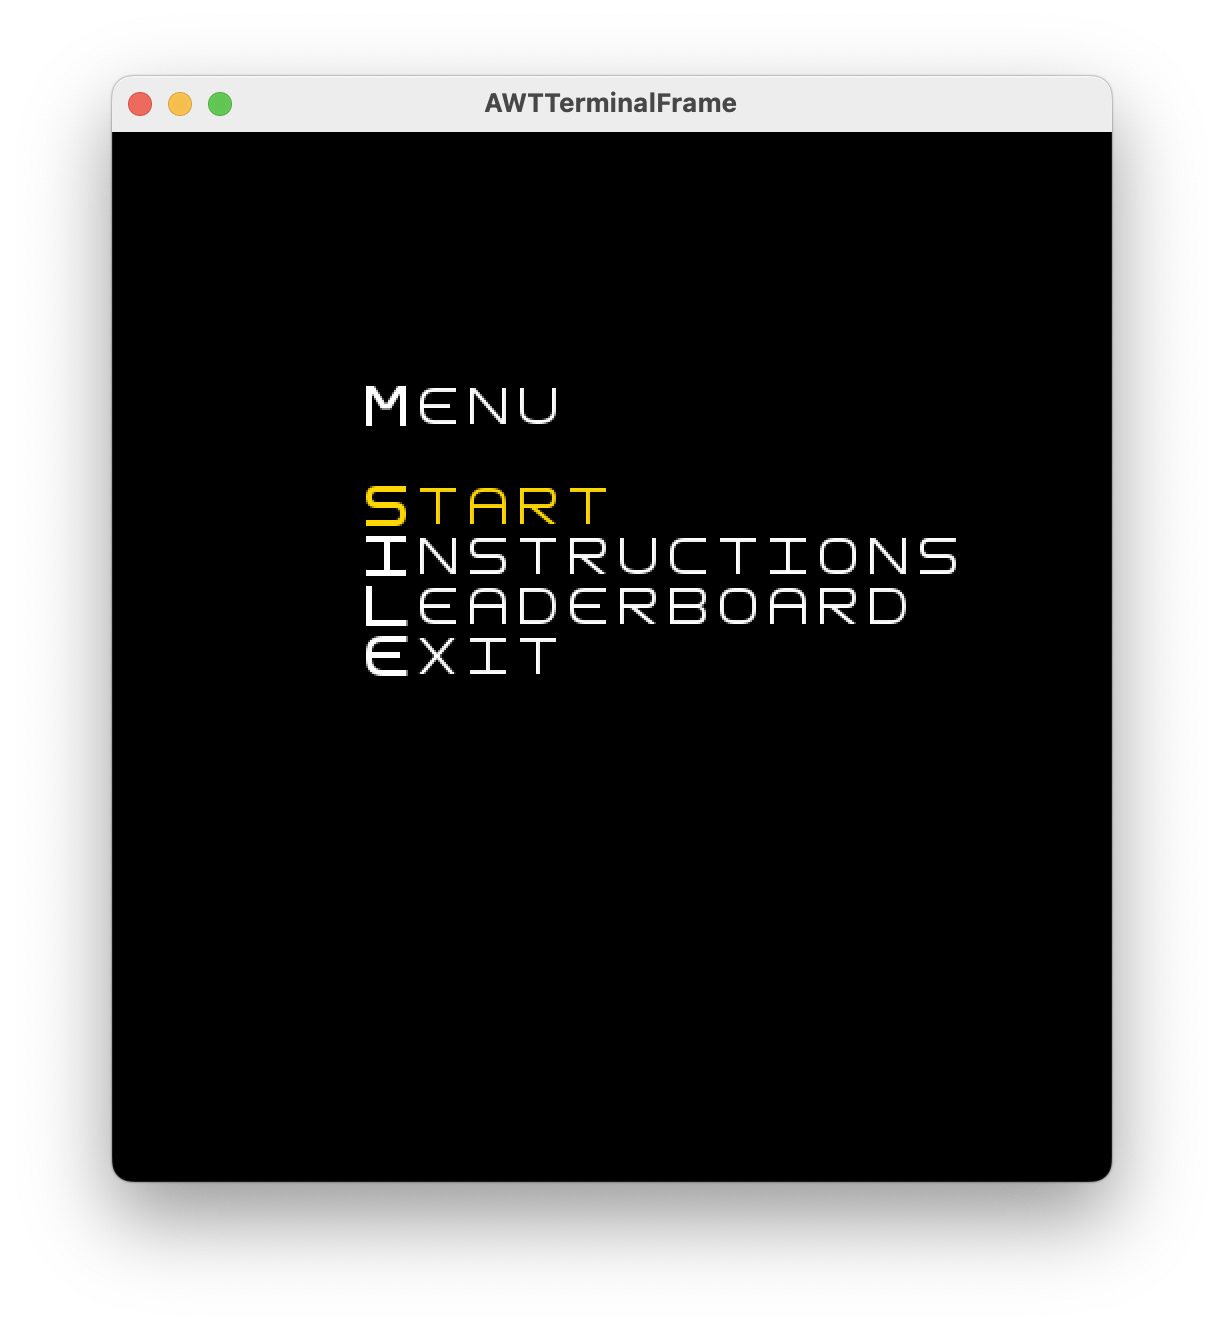 AWTTerminalFrame
MENU
START
INSTRUCTIONS
LEADERBOARD
EXIT